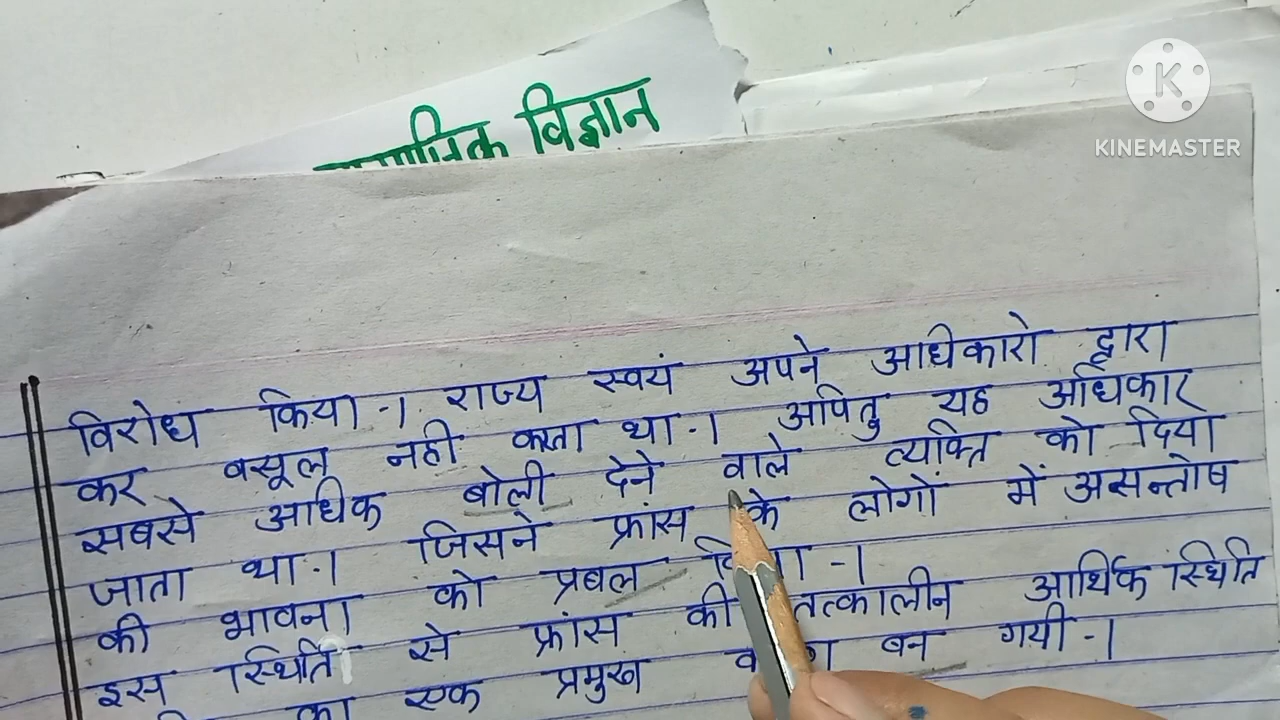 विज्ञान
K
KINEMASTER
विरोध किया -। राज्य स्वयं अपने अधिकारो द्वारा
कर वसूल नही करता था -। अपितु यह अधिकार
सबसे अधिक बोली देने वाले व्यक्ति को दिया
जाता था -। जिसने फ्रांस के लोगों में असन्तोष
की भावना को प्रबल -।
इस स्थिति से फ्रांस की तत्कालीन आर्थिक स्थिति
का एक प्रमुख बन गयी -।